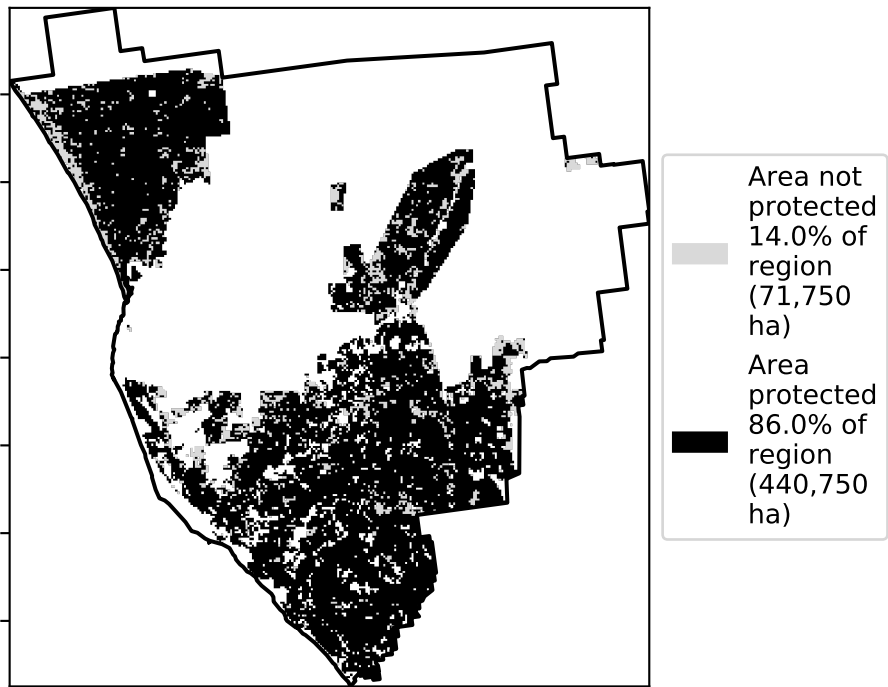 Area not
protected
14.0% of
region
(71,750
ha)
Area
protected
86.0% of
region
(440,750
ha)